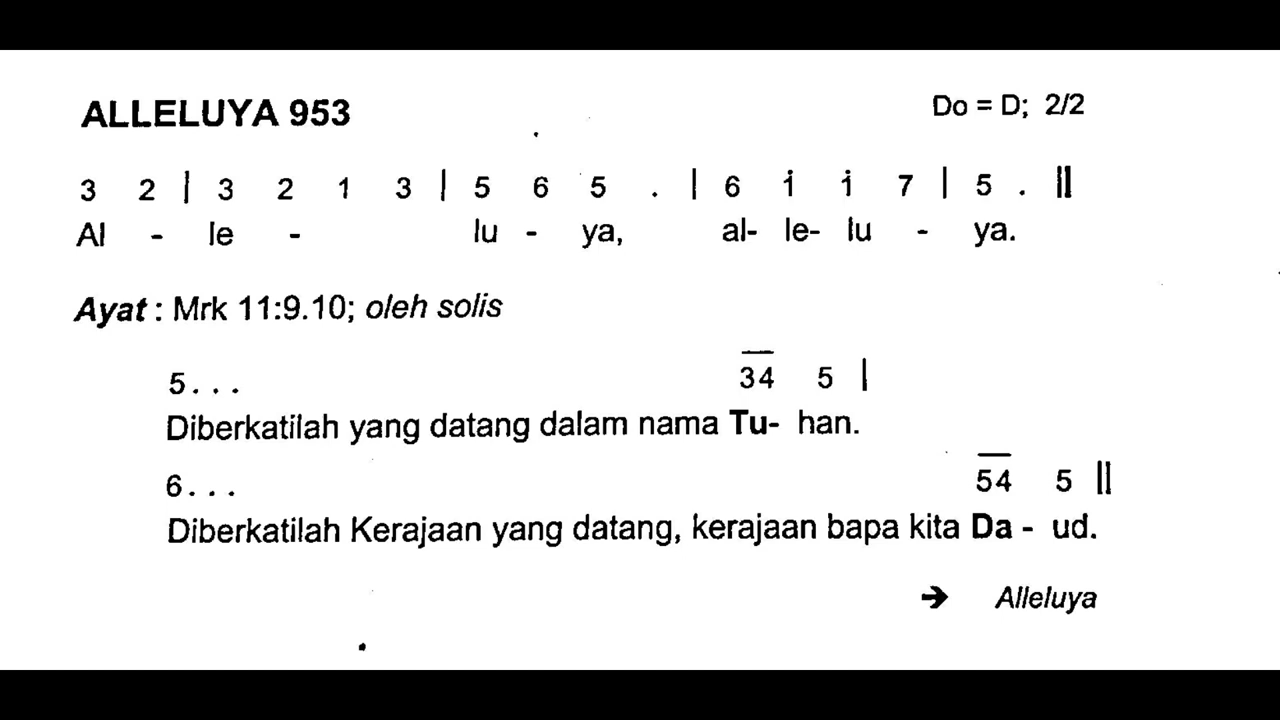 ALLELUYA 953 Do = D; 2/2
3 2 | 3 2 1 3 | 5 6 5 . | 6 i̇ i̇ 7 | 5 . ||
Al - le - lu - ya, al- le- lu - ya.
Ayat : Mrk 11:9.10; oleh solis
5 . . . 34 5 |
Diberkatilah yang datang dalam nama Tu- han.
6 . . . 54 5 ||
Diberkatilah Kerajaan yang datang, kerajaan bapa kita Da - ud.
➔ Alleluya